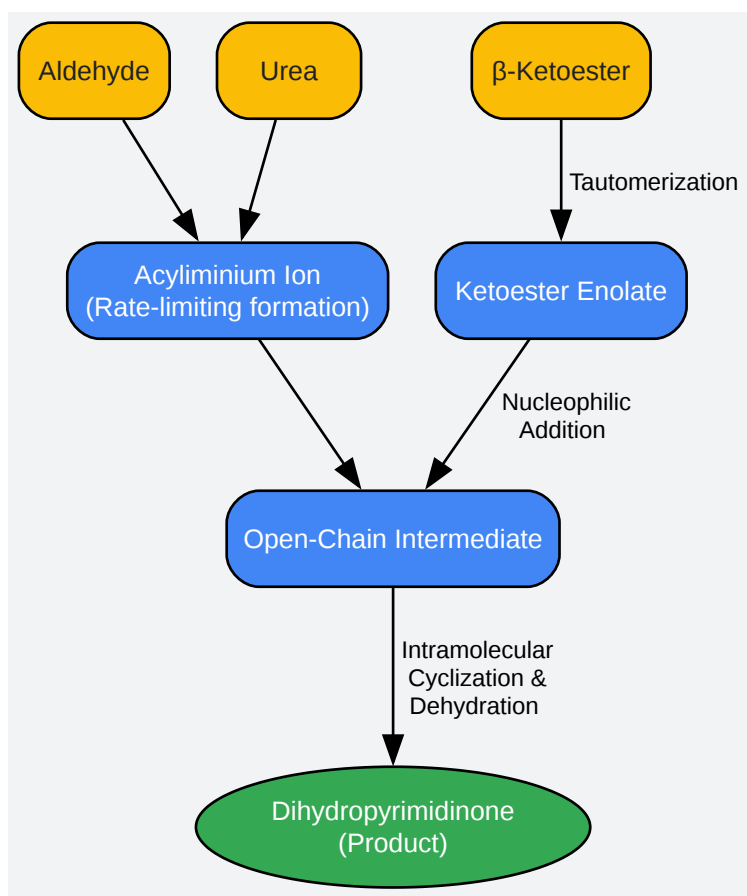 Aldehyde
Urea
β-Ketoester
Tautomerization
Acyliminium Ion
(Rate-limiting formation)
Ketoester Enolate
Nucleophilic
Addition
Open-Chain Intermediate
Intramolecular
Cyclization &
Dehydration
Dihydropyrimidinone
(Product)